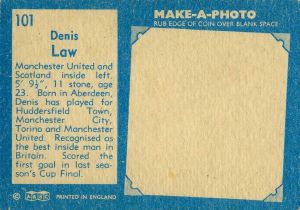 101
Denis
Law
Manchester United and
Scotland inside left.
5' 9½", 11 stone, age
23. Born in Aberdeen,
Denis has played for
Huddersfield Town,
Manchester City,
Torino and Manchester
United. Recognised as
the best inside man in
Britain. Scored the
first goal in last sea-
son's Cup Final.
© A&BC PRINTED IN ENGLAND
MAKE-A-PHOTO
RUB EDGE OF COIN OVER BLANK SPACE